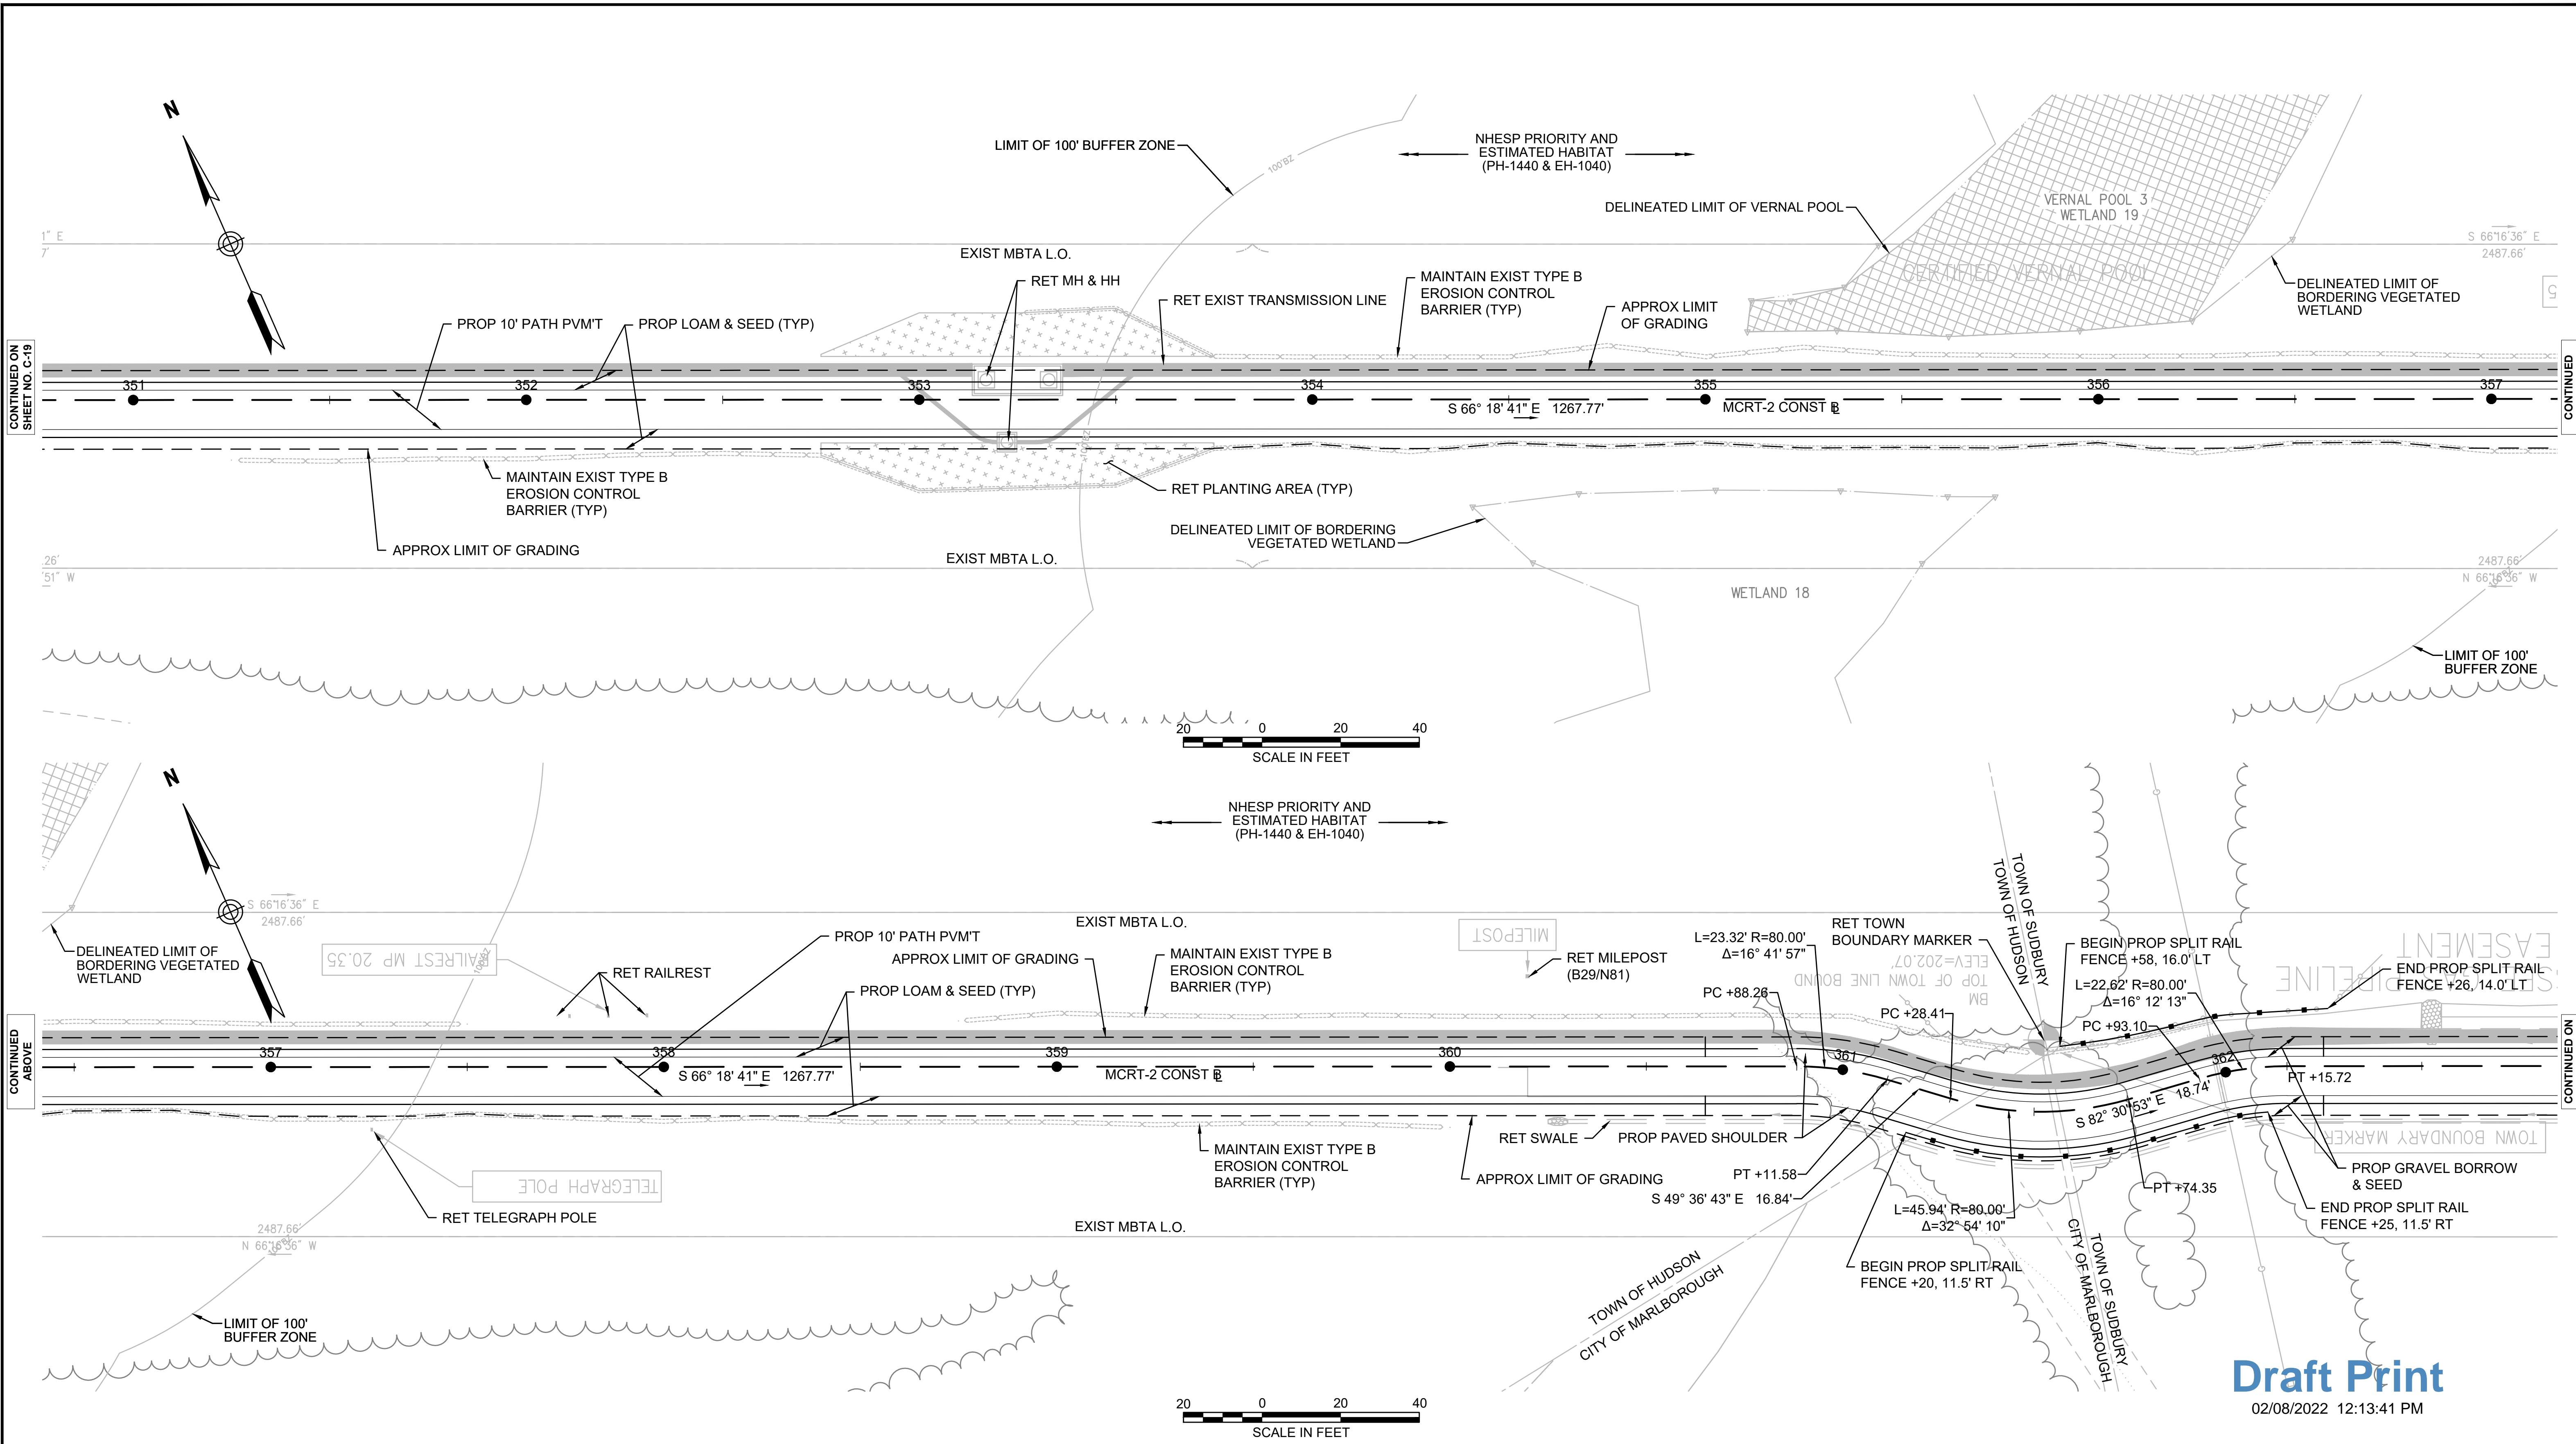 N
LIMIT OF 100' BUFFER ZONE
100'BZ
NHESP PRIORITY AND
ESTIMATED HABITAT
(PH-1440 & EH-1040)
DELINEATED LIMIT OF VERNAL POOL
VERNAL POOL 3
WETLAND 19
CERTIFIED VERNAL POOL
1" E
7'
EXIST MBTA L.O.
S 66°16'36" E
2487.66'
RET MH & HH
RET EXIST TRANSMISSION LINE
MAINTAIN EXIST TYPE B
EROSION CONTROL
BARRIER (TYP)
APPROX LIMIT
OF GRADING
DELINEATED LIMIT OF
BORDERING VEGETATED
WETLAND
PROP 10' PATH PVM'T
PROP LOAM & SEED (TYP)
CONTINUED ON
SHEET NO. C-19
351
352
353
354
355
356
357
S 66° 18' 41" E 1267.77'
MCRT-2 CONST BL
CONTINUED
MAINTAIN EXIST TYPE B
EROSION CONTROL
BARRIER (TYP)
100'BZ
RET PLANTING AREA (TYP)
APPROX LIMIT OF GRADING
DELINEATED LIMIT OF BORDERING
VEGETATED WETLAND
EXIST MBTA L.O.
.26'
'51" W
2487.66'
N 66°16'36" W
100'BZ
WETLAND 18
LIMIT OF 100'
BUFFER ZONE
20 0 20 40
SCALE IN FEET
N
NHESP PRIORITY AND
ESTIMATED HABITAT
(PH-1440 & EH-1040)
S 66°16'36" E
2487.66'
EXIST MBTA L.O.
DELINEATED LIMIT OF
BORDERING VEGETATED
WETLAND
RAILREST MP 20.35
100'BZ
RET RAILREST
PROP 10' PATH PVM'T
APPROX LIMIT OF GRADING
PROP LOAM & SEED (TYP)
MAINTAIN EXIST TYPE B
EROSION CONTROL
BARRIER (TYP)
MILEPOST
RET MILEPOST
(B29/N81)
L=23.32' R=80.00'
Δ=16° 41' 57"
PC +88.26
RET TOWN
BOUNDARY MARKER
BM
TOP OF TOWN LINE BOUND
ELEV=202.07'
PC +28.41
TOWN OF SUDBURY
TOWN OF HUDSON
BEGIN PROP SPLIT RAIL
FENCE +58, 16.0' LT
L=22.62' R=80.00'
Δ=16° 12' 13"
PC +93.10
EASEMENT
PIPELINE
END PROP SPLIT RAIL
FENCE +26, 14.0' LT
CONTINUED
ABOVE
357
358
359
360
361
362
S 66° 18' 41" E 1267.77'
MCRT-2 CONST BL
S 82° 30' 53" E 18.74'
PT +15.72
CONTINUED ON
TELEGRAPH POLE
RET TELEGRAPH POLE
MAINTAIN EXIST TYPE B
EROSION CONTROL
BARRIER (TYP)
RET SWALE
PROP PAVED SHOULDER
APPROX LIMIT OF GRADING
PT +11.58
S 49° 36' 43" E 16.84'
L=45.94' R=80.00'
Δ=32° 54' 10"
PT +74.35
TOWN BOUNDARY MARKER
PROP GRAVEL BORROW
& SEED
END PROP SPLIT RAIL
FENCE +25, 11.5' RT
BEGIN PROP SPLIT RAIL
FENCE +20, 11.5' RT
EXIST MBTA L.O.
2487.66'
N 66°16'36" W
100'BZ
LIMIT OF 100'
BUFFER ZONE
TOWN OF HUDSON
CITY OF MARLBOROUGH
TOWN OF SUDBURY
CITY OF MARLBOROUGH
20 0 20 40
SCALE IN FEET
Draft Print
02/08/2022 12:13:41 PM